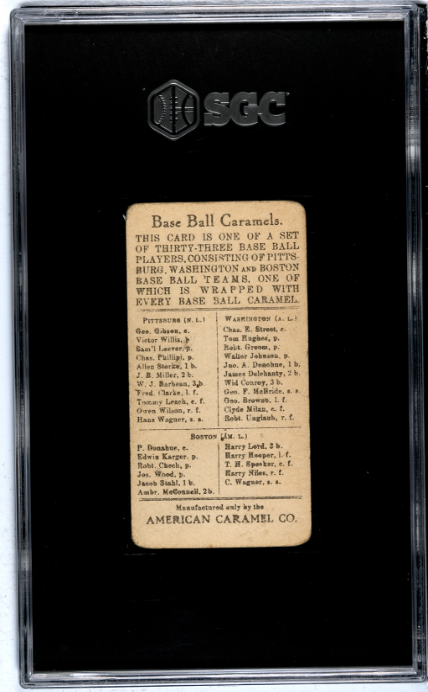 SGC
Base Ball Caramels.
THIS CARD IS ONE OF A SET
OF THIRTY-THREE BASE BALL
PLAYERS, CONSISTING OF PITTS-
BURG, WASHINGTON AND BOSTON
BASE BALL TEAMS. ONE OF
WHICH IS WRAPPED WITH
EVERY BASE BALL CARAMEL.
PITTSBURG (N. L.)
Geo. Gibson, c.
Victor Willis, p.
Sam'l Leever, p.
Chas. Phillipi, p.
Allen Storke, 1 b.
J. B. Miller, 2 b.
W. J. Barbean, 3 b.
Fred. Clarke, l. f.
Tommy Leach, c. f.
Owen Wilson, r. f.
Hans Wagner, s. s.
WASHINGTON (A. L.)
Chas. E. Street, c.
Tom Hughes, p.
Robt. Groom, p.
Walter Johnson, p.
Jno. A. Donohue, 1 b.
James Delehanty, 2 b.
Wid Conroy, 3 b.
Geo. F. McBride, s. s.
Geo. Browne, l. f.
Clyde Milan, c. f.
Robt. Unglaub, r. f.
BOSTON (AM. L.)
P. Donahue, c.
Edwin Karger, p.
Robt. Chech, p.
Jos. Wood, p.
Jacob Stahl, 1 b.
Ambr. McConnell, 2 b.
Harry Lord, 3 b.
Harry Hooper, l. f.
T. H. Speaker, c. f.
Harry Niles, r. f.
C. Wagner, s. s.
Manufactured only by the
AMERICAN CARAMEL CO.